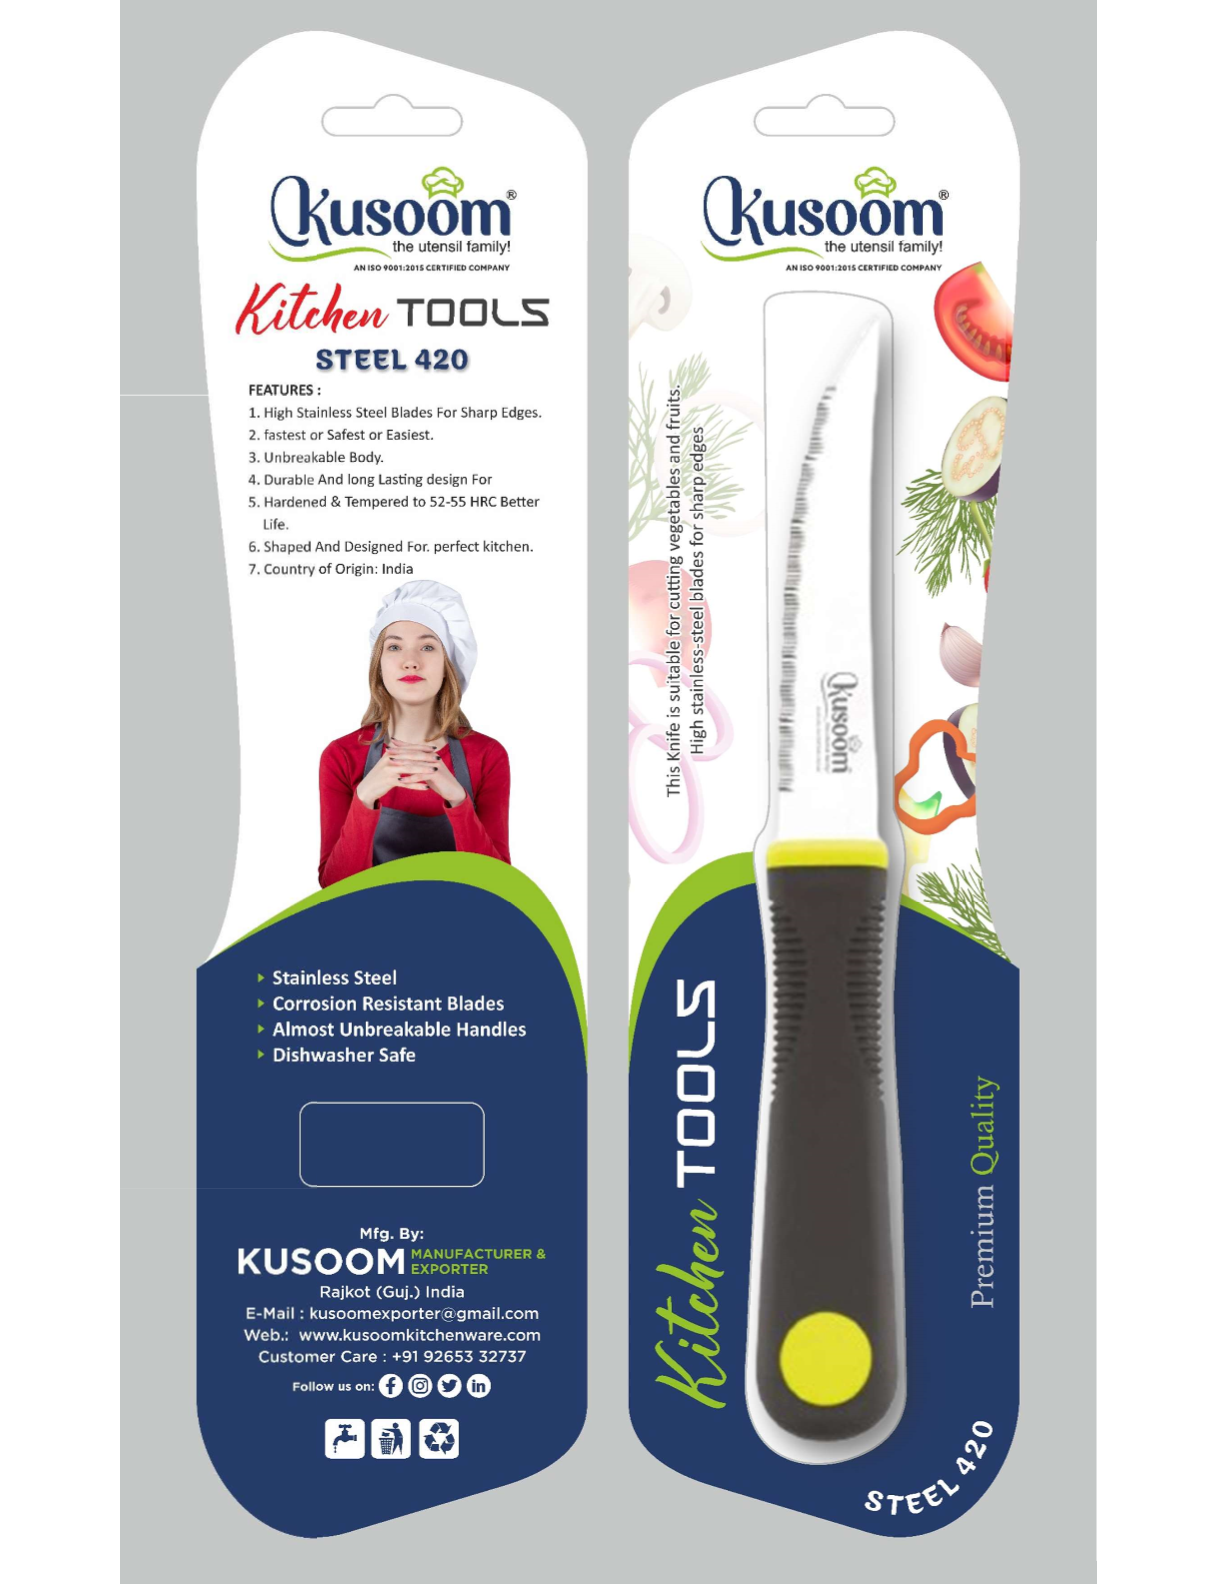 Kusoom®
the utensil family!
AN ISO 9001:2015 CERTIFIED COMPANY
Kitchen TOOLS
STEEL 420
FEATURES :
1. High Stainless Steel Blades For Sharp Edges.
2. fastest or Safest or Easiest.
3. Unbreakable Body.
4. Durable And long Lasting design For
5. Hardened & Tempered to 52-55 HRC Better
Life.
6. Shaped And Designed For. perfect kitchen.
7. Country of Origin: India
Stainless Steel
Corrosion Resistant Blades
Almost Unbreakable Handles
Dishwasher Safe
Mfg. By:
KUSOOM MANUFACTURER &
EXPORTER
Rajkot (Guj.) India
E-Mail : kusoomexporter@gmail.com
Web.: www.kusoomkitchenware.com
Customer Care : +91 92653 32737
Follow us on:
Kusoom®
the utensil family!
AN ISO 9001:2015 CERTIFIED COMPANY
This Knife is suitable for cutting vegetables and fruits.
High stainless-steel blades for sharp edges
Kusoom
Kitchen TOOLS
Premium Quality
STEEL 420